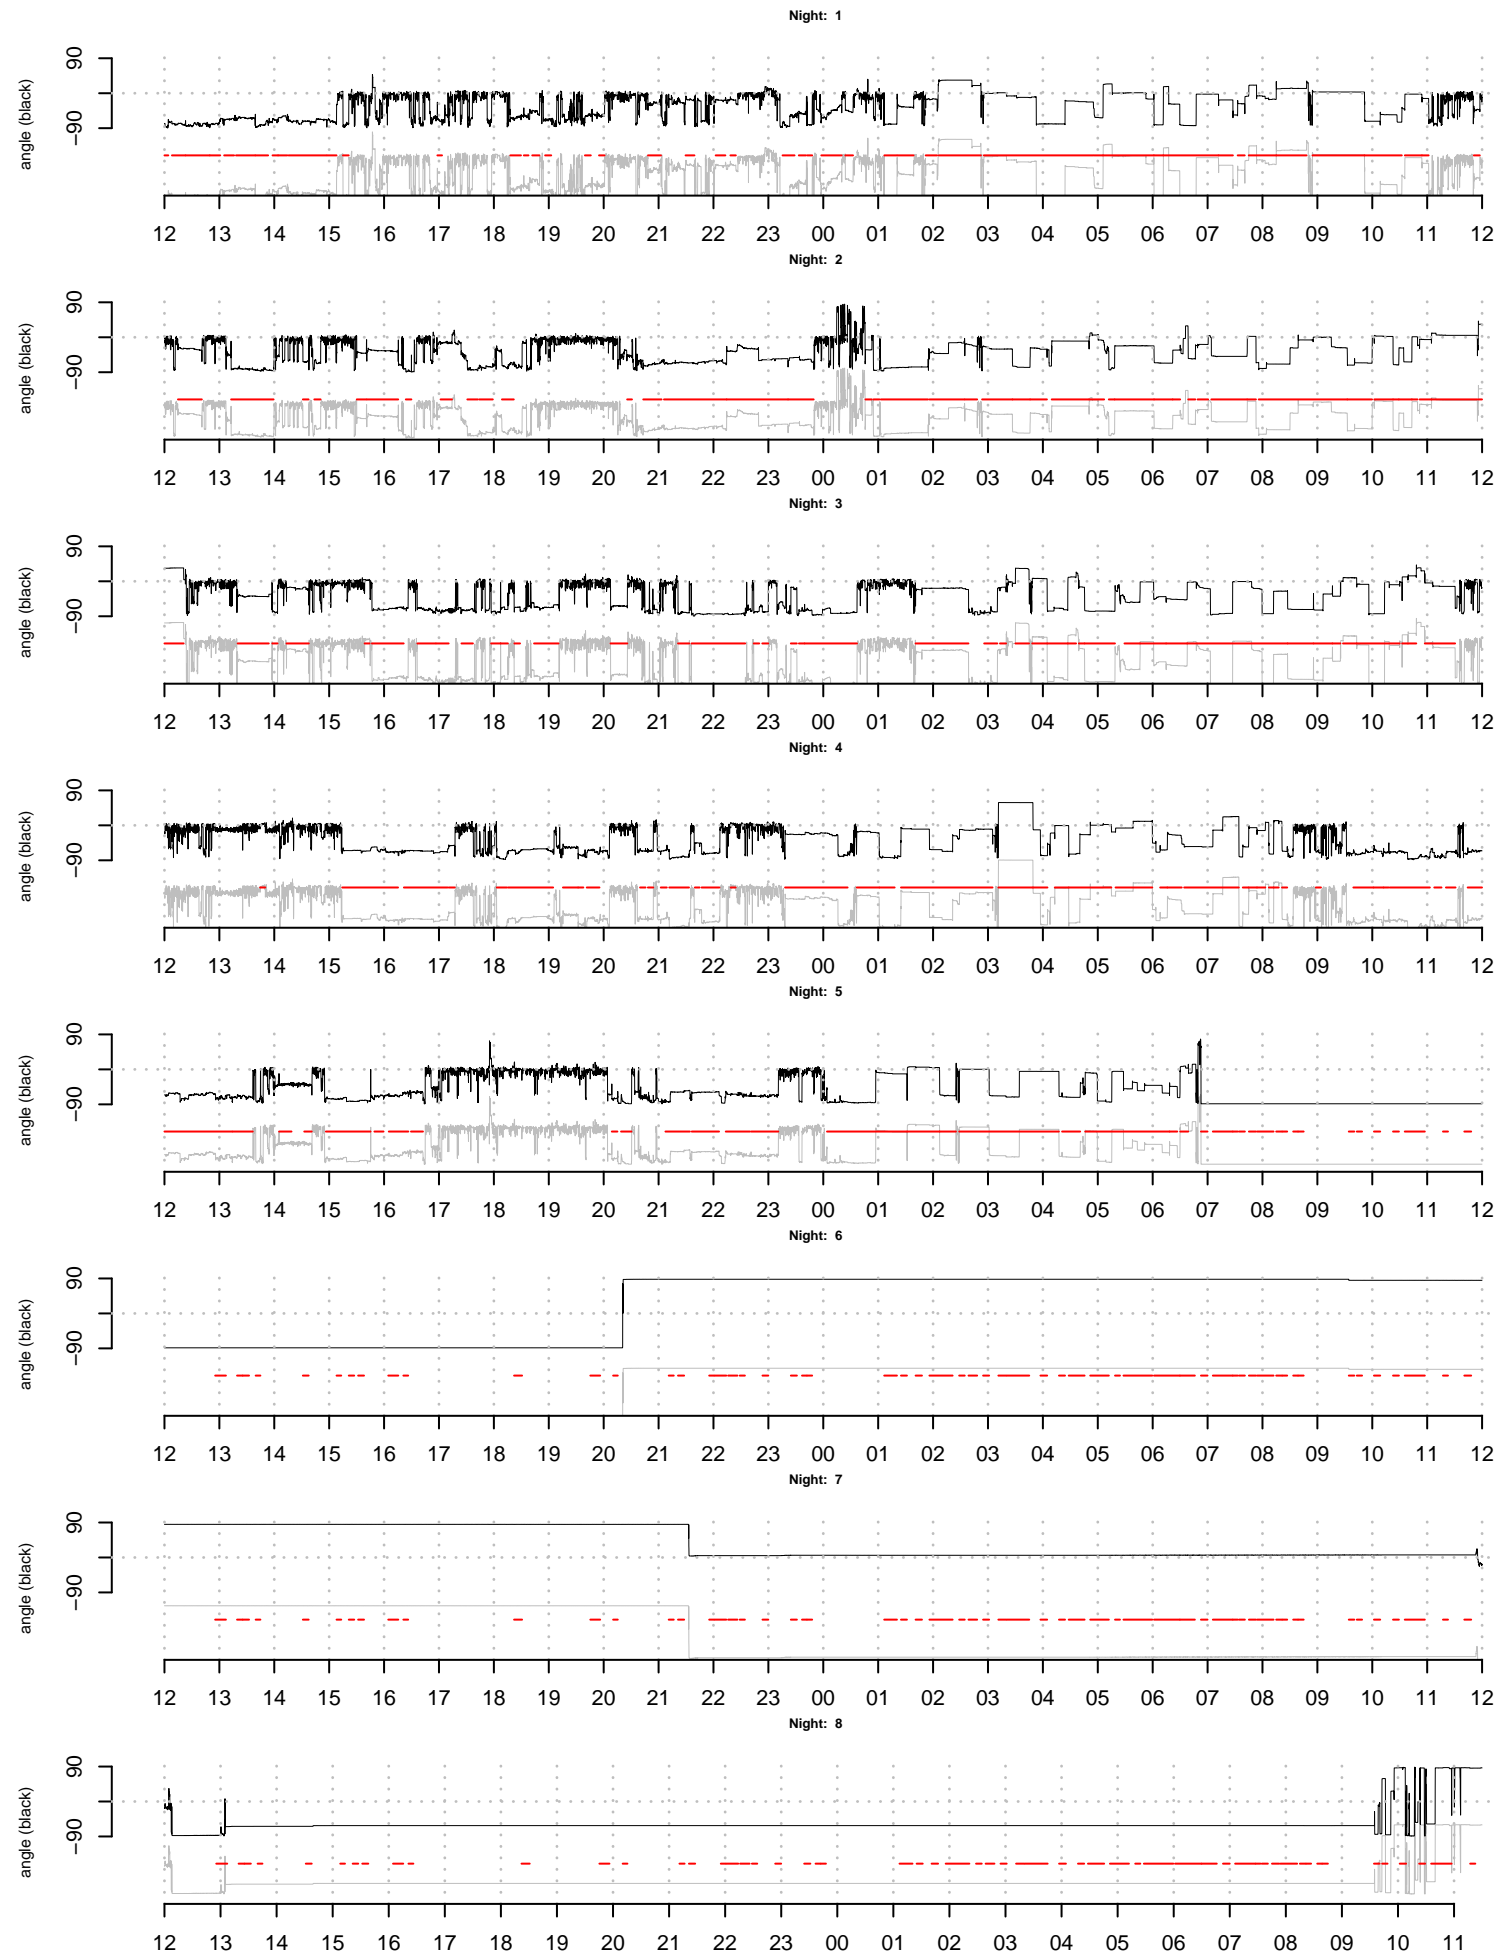 Night: 1
angle (black)
90
−90
12 13 14 15 16 17 18 19 20 21 22 23 00 01 02 03 04 05 06 07 08 09 10 11 12
Night: 2
angle (black)
90
−90
12 13 14 15 16 17 18 19 20 21 22 23 00 01 02 03 04 05 06 07 08 09 10 11 12
Night: 3
angle (black)
90
−90
12 13 14 15 16 17 18 19 20 21 22 23 00 01 02 03 04 05 06 07 08 09 10 11 12
Night: 4
angle (black)
90
−90
12 13 14 15 16 17 18 19 20 21 22 23 00 01 02 03 04 05 06 07 08 09 10 11 12
Night: 5
angle (black)
90
−90
12 13 14 15 16 17 18 19 20 21 22 23 00 01 02 03 04 05 06 07 08 09 10 11 12
Night: 6
angle (black)
90
−90
12 13 14 15 16 17 18 19 20 21 22 23 00 01 02 03 04 05 06 07 08 09 10 11 12
Night: 7
angle (black)
90
−90
12 13 14 15 16 17 18 19 20 21 22 23 00 01 02 03 04 05 06 07 08 09 10 11 12
Night: 8
angle (black)
90
−90
12 13 14 15 16 17 18 19 20 21 22 23 00 01 02 03 04 05 06 07 08 09 10 11